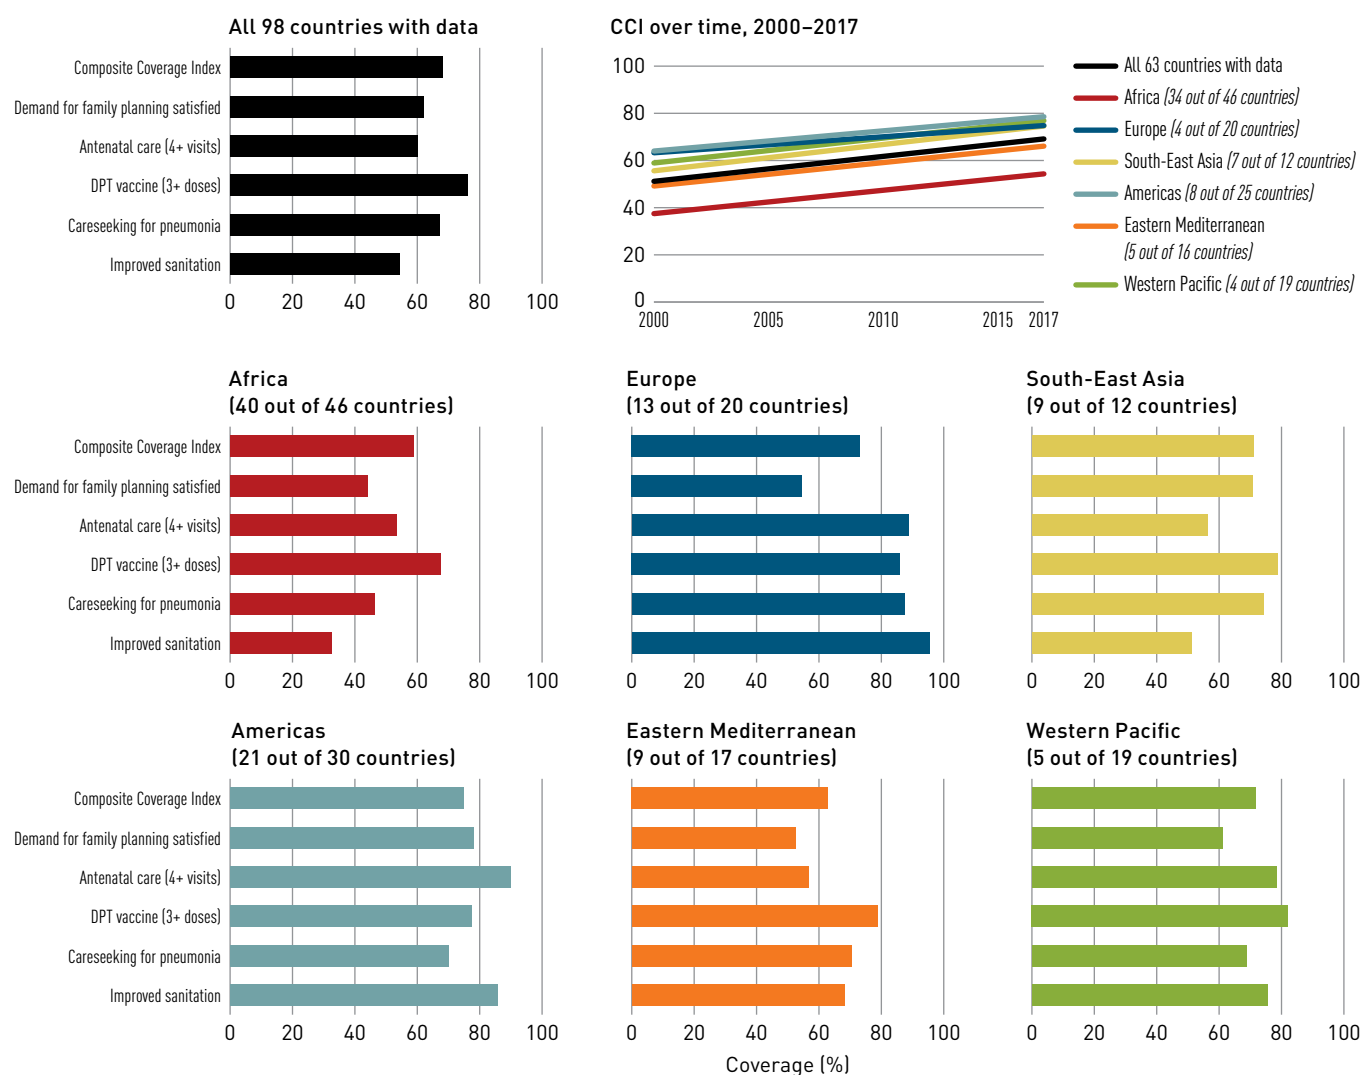 All 98 countries with data
Composite Coverage Index
Demand for family planning satisfied
Antenatal care (4+ visits)
DPT vaccine (3+ doses)
Careseeking for pneumonia
Improved sanitation
0 20 40 60 80 100
CCI over time, 2000–2017
100
80
60
40
20
0
2000 2005 2010 2015 2017
All 63 countries with data
Africa (34 out of 46 countries)
Europe (4 out of 20 countries)
South-East Asia (7 out of 12 countries)
Americas (8 out of 25 countries)
Eastern Mediterranean
(5 out of 16 countries)
Western Pacific (4 out of 19 countries)
Africa
(40 out of 46 countries)
Composite Coverage Index
Demand for family planning satisfied
Antenatal care (4+ visits)
DPT vaccine (3+ doses)
Careseeking for pneumonia
Improved sanitation
0 20 40 60 80 100
Europe
(13 out of 20 countries)
0 20 40 60 80 100
South-East Asia
(9 out of 12 countries)
0 20 40 60 80 100
Americas
(21 out of 30 countries)
Composite Coverage Index
Demand for family planning satisfied
Antenatal care (4+ visits)
DPT vaccine (3+ doses)
Careseeking for pneumonia
Improved sanitation
0 20 40 60 80 100
Eastern Mediterranean
(9 out of 17 countries)
0 20 40 60 80 100
Western Pacific
(5 out of 19 countries)
0 20 40 60 80 100
Coverage (%)